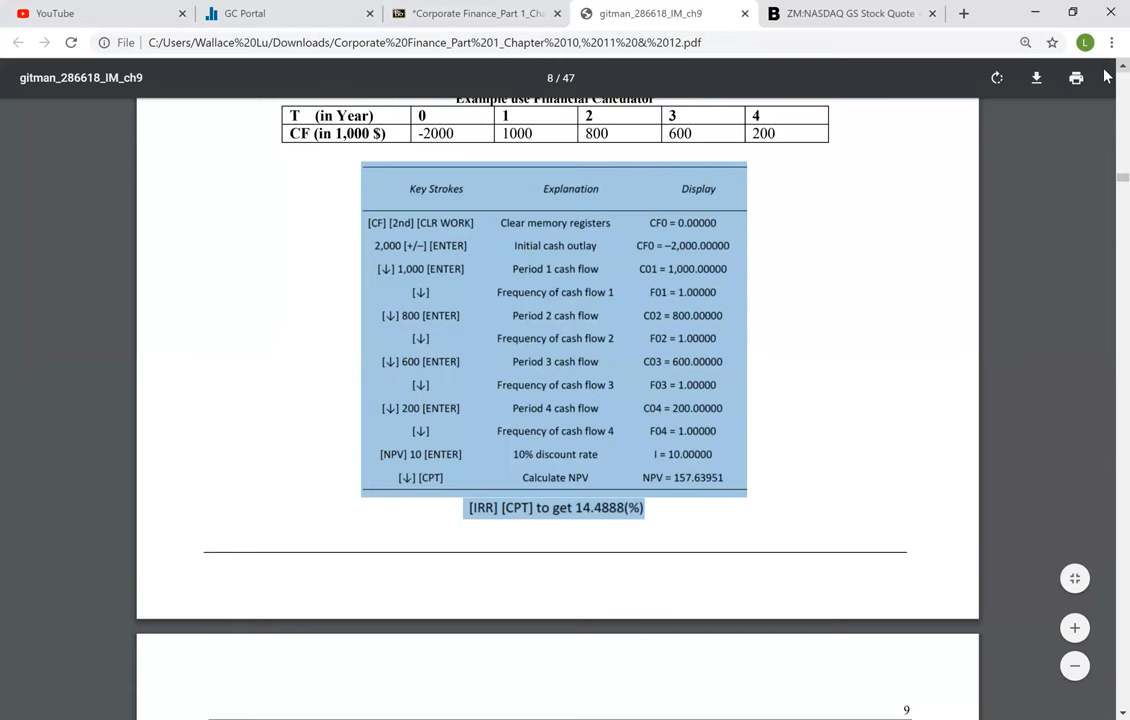 YouTube
GC Portal
*Corporate Finance_Part 1_Cha
gitman_286618_IM_ch9
ZM:NASDAQ GS Stock Quote -
File C:/Users/Wallace%20Lu/Downloads/Corporate%20Finance_Part%201_Chapter%2010,%2011%20&%2012.pdf
L
gitman_286618_IM_ch9
8 / 47
Example use Financial Calculator
T (in Year) 0 1 2 3 4
CF (in 1,000 $) -2000 1000 800 600 200
Key Strokes Explanation Display
[CF] [2nd] [CLR WORK] Clear memory registers CF0 = 0.00000
2,000 [+/−] [ENTER] Initial cash outlay CF0 = −2,000.00000
[↓] 1,000 [ENTER] Period 1 cash flow C01 = 1,000.00000
[↓] Frequency of cash flow 1 F01 = 1.00000
[↓] 800 [ENTER] Period 2 cash flow C02 = 800.00000
[↓] Frequency of cash flow 2 F02 = 1.00000
[↓] 600 [ENTER] Period 3 cash flow C03 = 600.00000
[↓] Frequency of cash flow 3 F03 = 1.00000
[↓] 200 [ENTER] Period 4 cash flow C04 = 200.00000
[↓] Frequency of cash flow 4 F04 = 1.00000
[NPV] 10 [ENTER] 10% discount rate I = 10.00000
[↓] [CPT] Calculate NPV NPV = 157.63951
[IRR] [CPT] to get 14.4888(%)
9